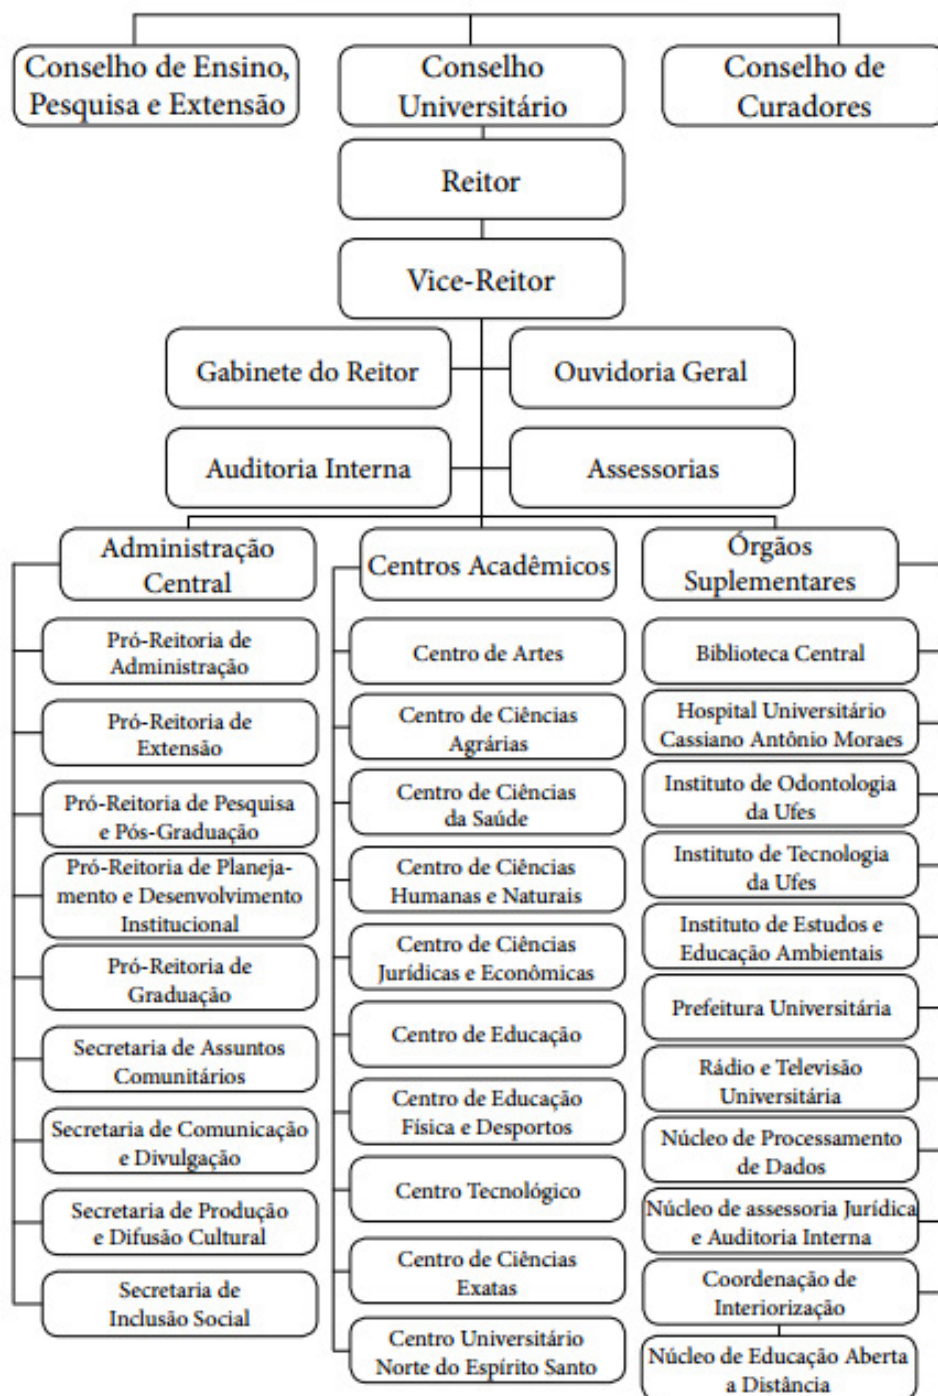 Conselho de Ensino,
Pesquisa e Extensão
Conselho
Universitário
Conselho de
Curadores
Reitor
Vice-Reitor
Gabinete do Reitor
Ouvidoria Geral
Auditoria Interna
Assessorias
Administração
Central
Pró-Reitoria de
Administração
Pró-Reitoria de
Extensão
Pró-Reitoria de Pesquisa
e Pós-Graduação
Pró-Reitoria de Planeja-
mento e Desenvolvimento
Institucional
Pró-Reitoria de
Graduação
Secretaria de Assuntos
Comunitários
Secretaria de Comunicação
e Divulgação
Secretaria de Produção
e Difusão Cultural
Secretaria de
Inclusão Social
Centros Acadêmicos
Centro de Artes
Centro de Ciências
Agrárias
Centro de Ciências
da Saúde
Centro de Ciências
Humanas e Naturais
Centro de Ciências
Jurídicas e Econômicas
Centro de Educação
Centro de Educação
Física e Desportos
Centro Tecnológico
Centro de Ciências
Exatas
Centro Universitário
Norte do Espírito Santo
Órgãos
Suplementares
Biblioteca Central
Hospital Universitário
Cassiano Antônio Moraes
Instituto de Odontologia
da Ufes
Instituto de Tecnologia
da Ufes
Instituto de Estudos e
Educação Ambientais
Prefeitura Universitária
Rádio e Televisão
Universitária
Núcleo de Processamento
de Dados
Núcleo de assessoria Jurídica
e Auditoria Interna
Coordenação de
Interiorização
Núcleo de Educação Aberta
a Distância